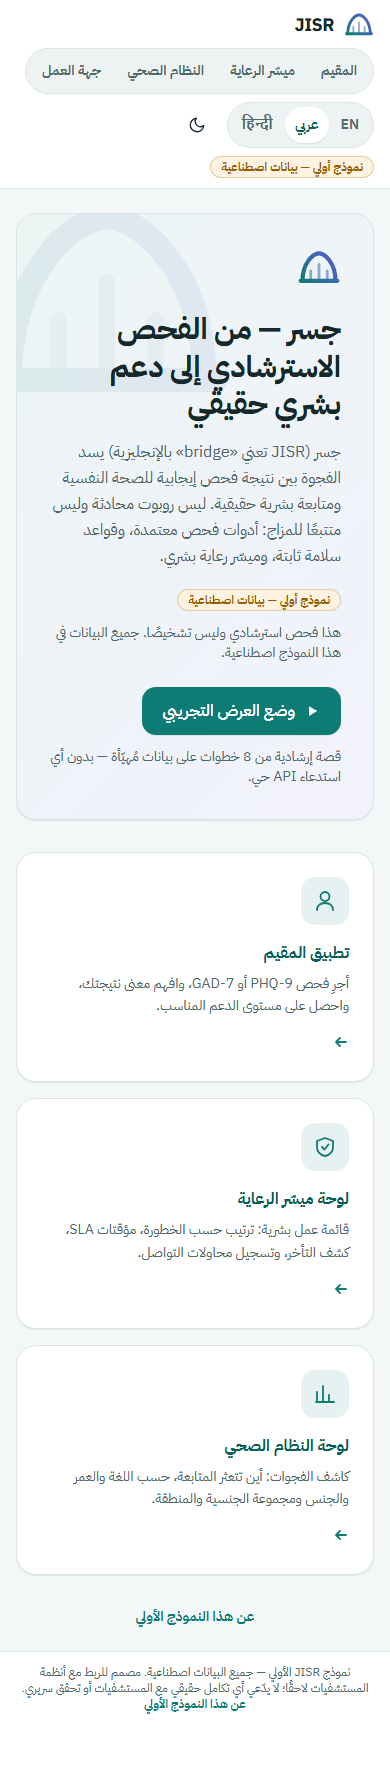 JISR
المقيم
ميسّر الرعاية
النظام الصحي
جهة العمل
EN
عربي
हिन्दी
نموذج أولي — بيانات اصطناعية
جسر — من الفحص
الاسترشادي إلى دعم
بشري حقيقي
جسر (JISR تعني «bridge» بالإنجليزية) يسد
الفجوة بين نتيجة فحص إيجابية للصحة النفسية
ومتابعة بشرية حقيقية. ليس روبوت محادثة وليس
متتبعًا للمزاج: أدوات فحص معتمدة، وقواعد
سلامة ثابتة، وميسّر رعاية بشري.
نموذج أولي — بيانات اصطناعية
هذا فحص استرشادي وليس تشخيصًا. جميع البيانات في
هذا النموذج اصطناعية.
وضع العرض التجريبي
قصة إرشادية من 8 خطوات على بيانات مُهيّأة — بدون أي
استدعاء API حي.
تطبيق المقيم
أجرِ فحص PHQ-9 أو GAD-7، وافهم معنى نتيجتك،
واحصل على مستوى الدعم المناسب.
لوحة ميسّر الرعاية
قائمة عمل بشرية: ترتيب حسب الخطورة، مؤقتات SLA،
كشف التأخر، وتسجيل محاولات التواصل.
لوحة النظام الصحي
كاشف الفجوات: أين تتعثر المتابعة، حسب اللغة والعمر
والجنس ومجموعة الجنسية والمنطقة.
عن هذا النموذج الأولي
نموذج JISR الأولي — جميع البيانات اصطناعية. مصمم للربط مع أنظمة
المستشفيات لاحقًا؛ لا يدّعي أي تكامل حقيقي مع المستشفيات أو تحقق سريري.
عن هذا النموذج الأولي